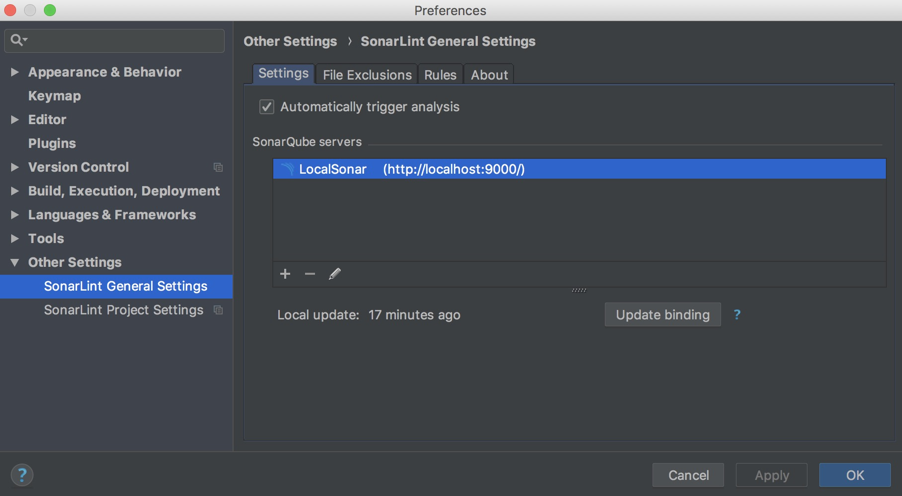 Preferences
Other Settings › SonarLint General Settings
Appearance & Behavior
Keymap
Editor
Plugins
Version Control
Build, Execution, Deployment
Languages & Frameworks
Tools
Other Settings
SonarLint General Settings
SonarLint Project Settings
Settings File Exclusions Rules About
Automatically trigger analysis
SonarQube servers
LocalSonar (http://localhost:9000/)
Local update: 17 minutes ago Update binding ?
? Cancel Apply OK